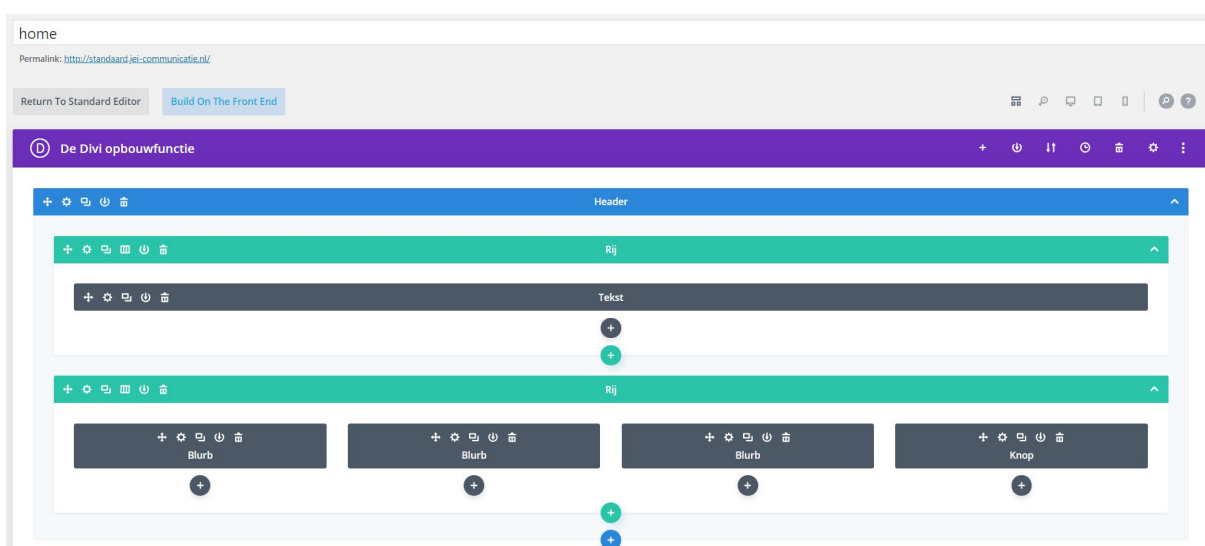 home
Permalink: http://standaard.jei-communicatie.nl/
Return To Standard Editor Build On The Front End
De Divi opbouwfunctie
Header
Rij
Tekst
Rij
Blurb Blurb Blurb Knop